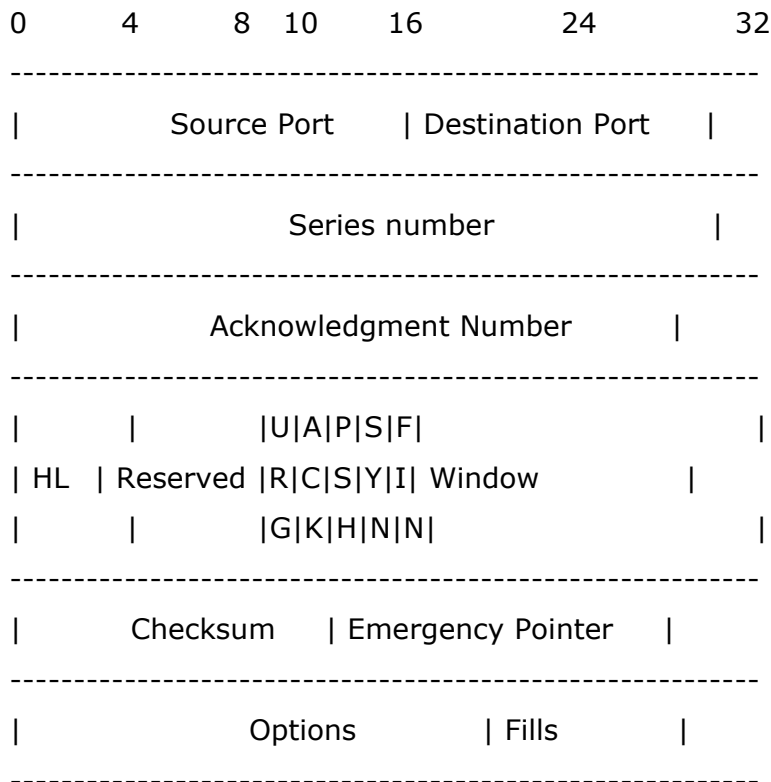 0 4 8 10 16 24 32
-----------------------------------------------------------
| Source Port | Destination Port |
-----------------------------------------------------------
| Series number |
-----------------------------------------------------------
| Acknowledgment Number |
-----------------------------------------------------------
| | |U|A|P|S|F| |
| HL | Reserved |R|C|S|Y|I| Window |
| | |G|K|H|N|N| |
-----------------------------------------------------------
| Checksum | Emergency Pointer |
-----------------------------------------------------------
| Options | Fills |
-----------------------------------------------------------